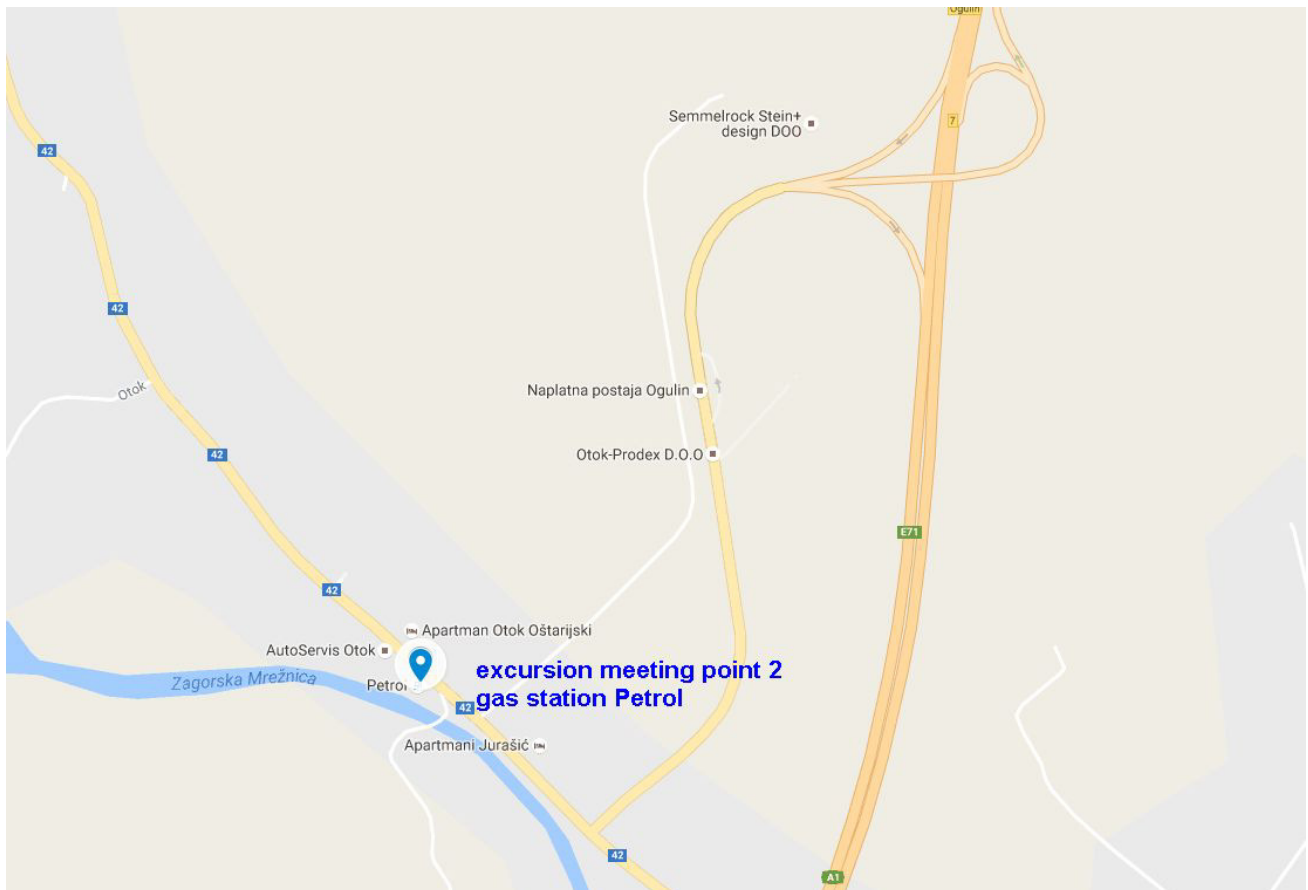 Ogulin
Semmelrock Stein+
design DOO
7
42
42
Otok
Naplatna postaja Ogulin
42
Otok-Prodex D.O.O
E71
42
Apartman Otok Oštarijski
AutoServis Otok
excursion meeting point 2
Zagorska Mrežnica
Petrol
gas station Petrol
42
Apartmani Jurašić
42
A1